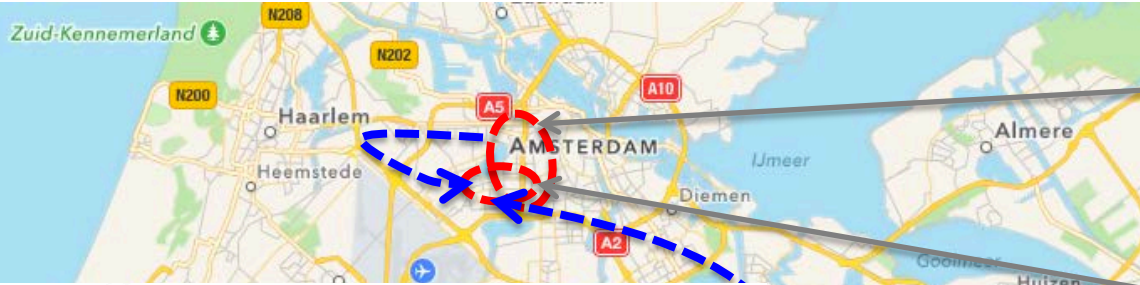 N208
Zuid-Kennemerland
N202
N200
A5
A10
Haarlem
AMSTERDAM
Almere
IJmeer
Heemstede
Diemen
A2
Gooimeer
Huizen